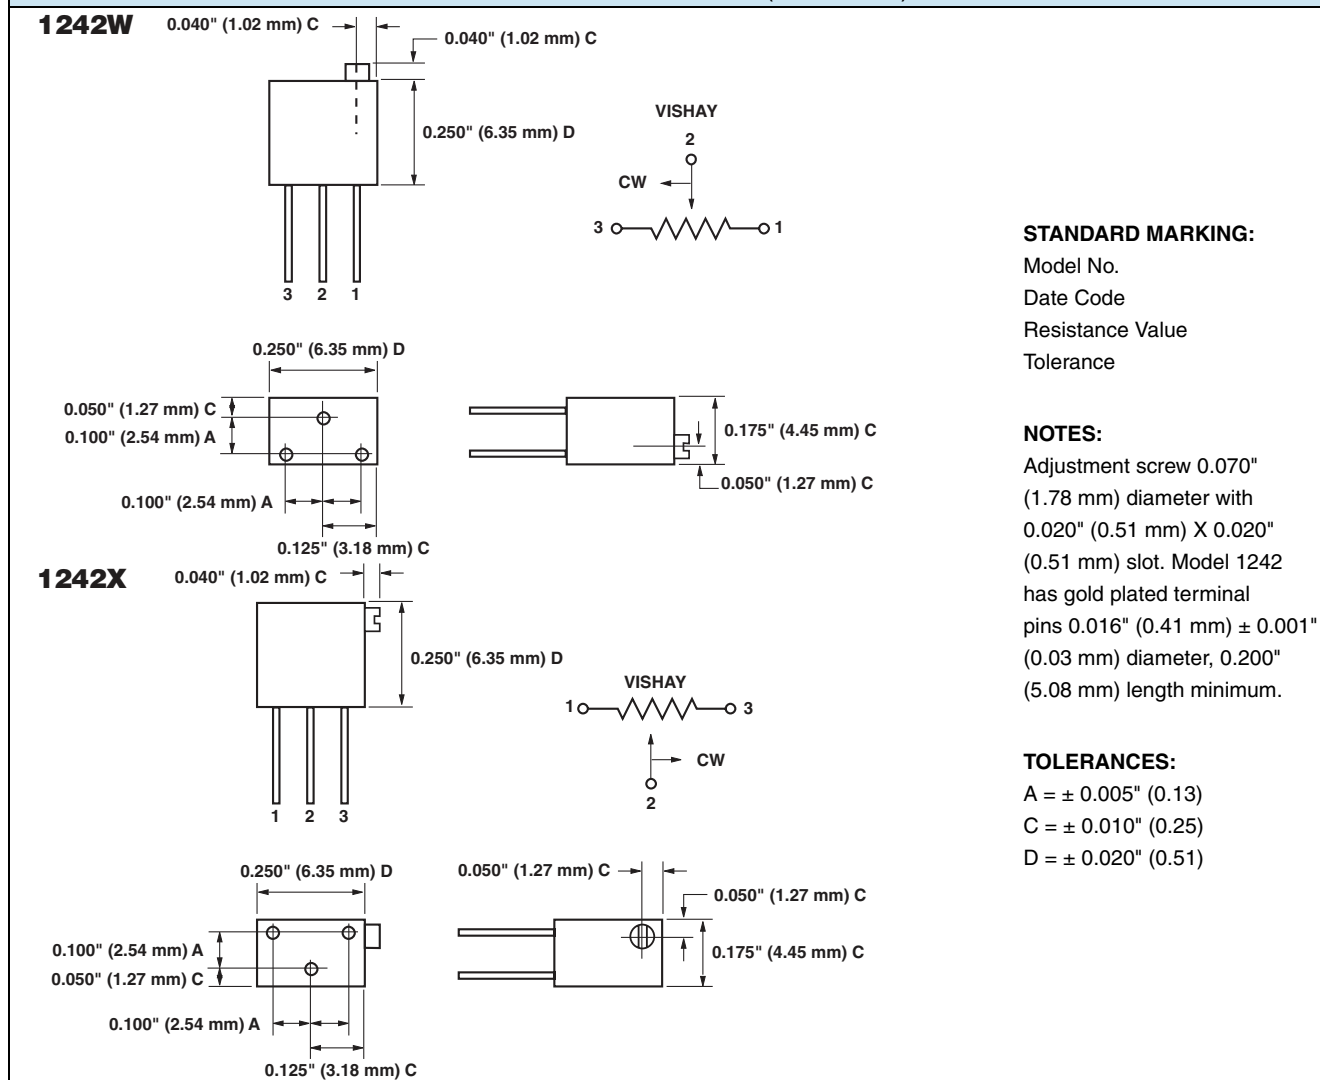 1242W
0.040" (1.02 mm) C
0.040" (1.02 mm) C
0.250" (6.35 mm) D
3 2 1
VISHAY
2
CW
3 1
0.250" (6.35 mm) D
0.050" (1.27 mm) C
0.100" (2.54 mm) A
0.100" (2.54 mm) A
0.125" (3.18 mm) C
0.175" (4.45 mm) C
0.050" (1.27 mm) C
1242X
0.040" (1.02 mm) C
0.250" (6.35 mm) D
1 2 3
VISHAY
1 3
CW
2
0.250" (6.35 mm) D
0.100" (2.54 mm) A
0.050" (1.27 mm) C
0.100" (2.54 mm) A
0.125" (3.18 mm) C
0.050" (1.27 mm) C
0.050" (1.27 mm) C
0.175" (4.45 mm) C
STANDARD MARKING:
Model No.
Date Code
Resistance Value
Tolerance
NOTES:
Adjustment screw 0.070"
(1.78 mm) diameter with
0.020" (0.51 mm) X 0.020"
(0.51 mm) slot. Model 1242
has gold plated terminal
pins 0.016" (0.41 mm) ± 0.001"
(0.03 mm) diameter, 0.200"
(5.08 mm) length minimum.
TOLERANCES:
A = ± 0.005" (0.13)
C = ± 0.010" (0.25)
D = ± 0.020" (0.51)